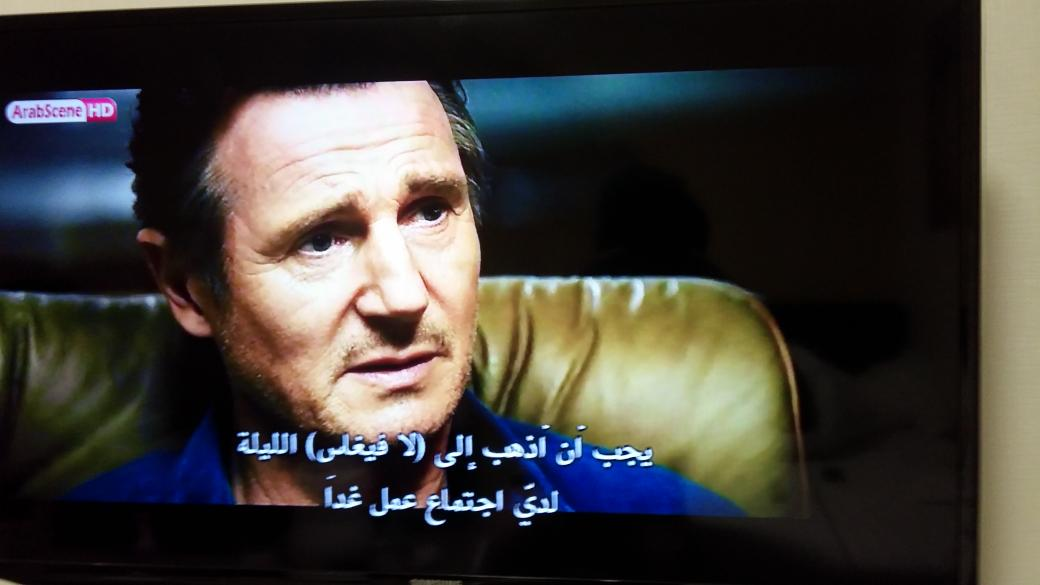 ArabScene HD
يجب أن أذهب إلى (لا فيغاس) الليلة
لديّ اجتماع عمل غداً